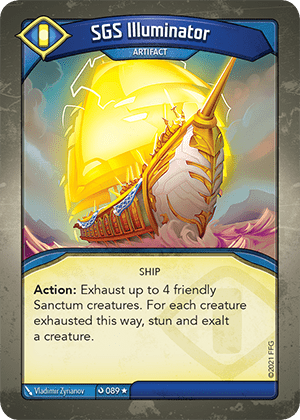 SGS Illuminator
ARTIFACT
SHIP
Action: Exhaust up to 4 friendly
Sanctum creatures. For each creature
exhausted this way, stun and exalt
a creature.
©2021 FFG
Vladimir Zyrianov
089